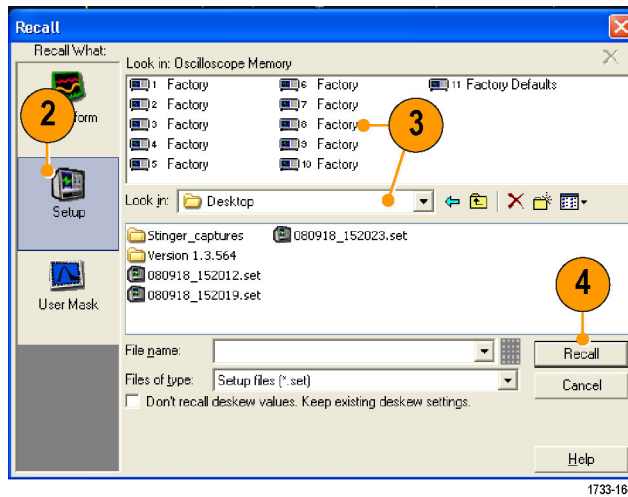 Recall
Recall What:
Look in: Oscilloscope Memory
1 Factory
2 Factory
3 Factory
4 Factory
5 Factory
6 Factory
7 Factory
8 Factory
9 Factory
10 Factory
11 Factory Defaults
2
form
3
Setup
Look in: Desktop
Stinger_captures
Version 1.3.564
080918_152012.set
080918_152019.set
080918_152023.set
User Mask
4
File name:
Recall
Files of type: Setup files (*.set)
Cancel
Don't recall deskew values. Keep existing deskew settings.
Help
1733-16